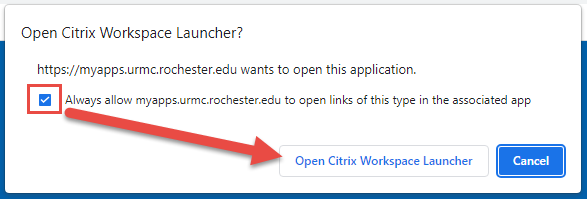 Open Citrix Workspace Launcher?
https://myapps.urmc.rochester.edu wants to open this application.
Always allow myapps.urmc.rochester.edu to open links of this type in the associated app
Open Citrix Workspace Launcher
Cancel